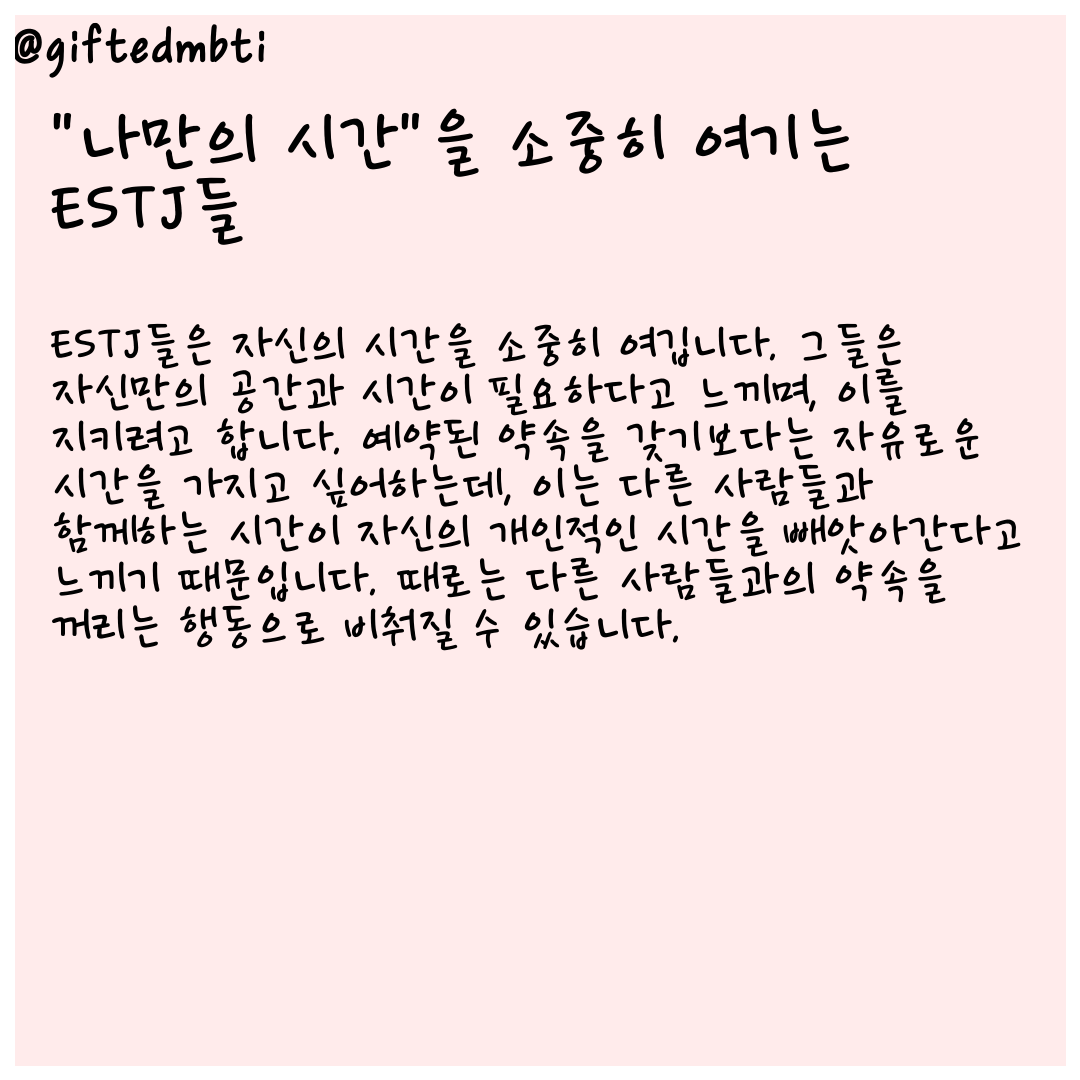 @giftedmbti
"나만의 시간"을 소중히 여기는
ESTJ들
ESTJ들은 자신의 시간을 소중히 여깁니다. 그들은
자신만의 공간과 시간이 필요하다고 느끼며, 이를
지키려고 합니다. 예약된 약속을 갖기보다는 자유로운
시간을 가지고 싶어하는데, 이는 다른 사람들과
함께하는 시간이 자신의 개인적인 시간을 빼앗아간다고
느끼기 때문입니다. 때로는 다른 사람들과의 약속을
꺼리는 행동으로 비춰질 수 있습니다.